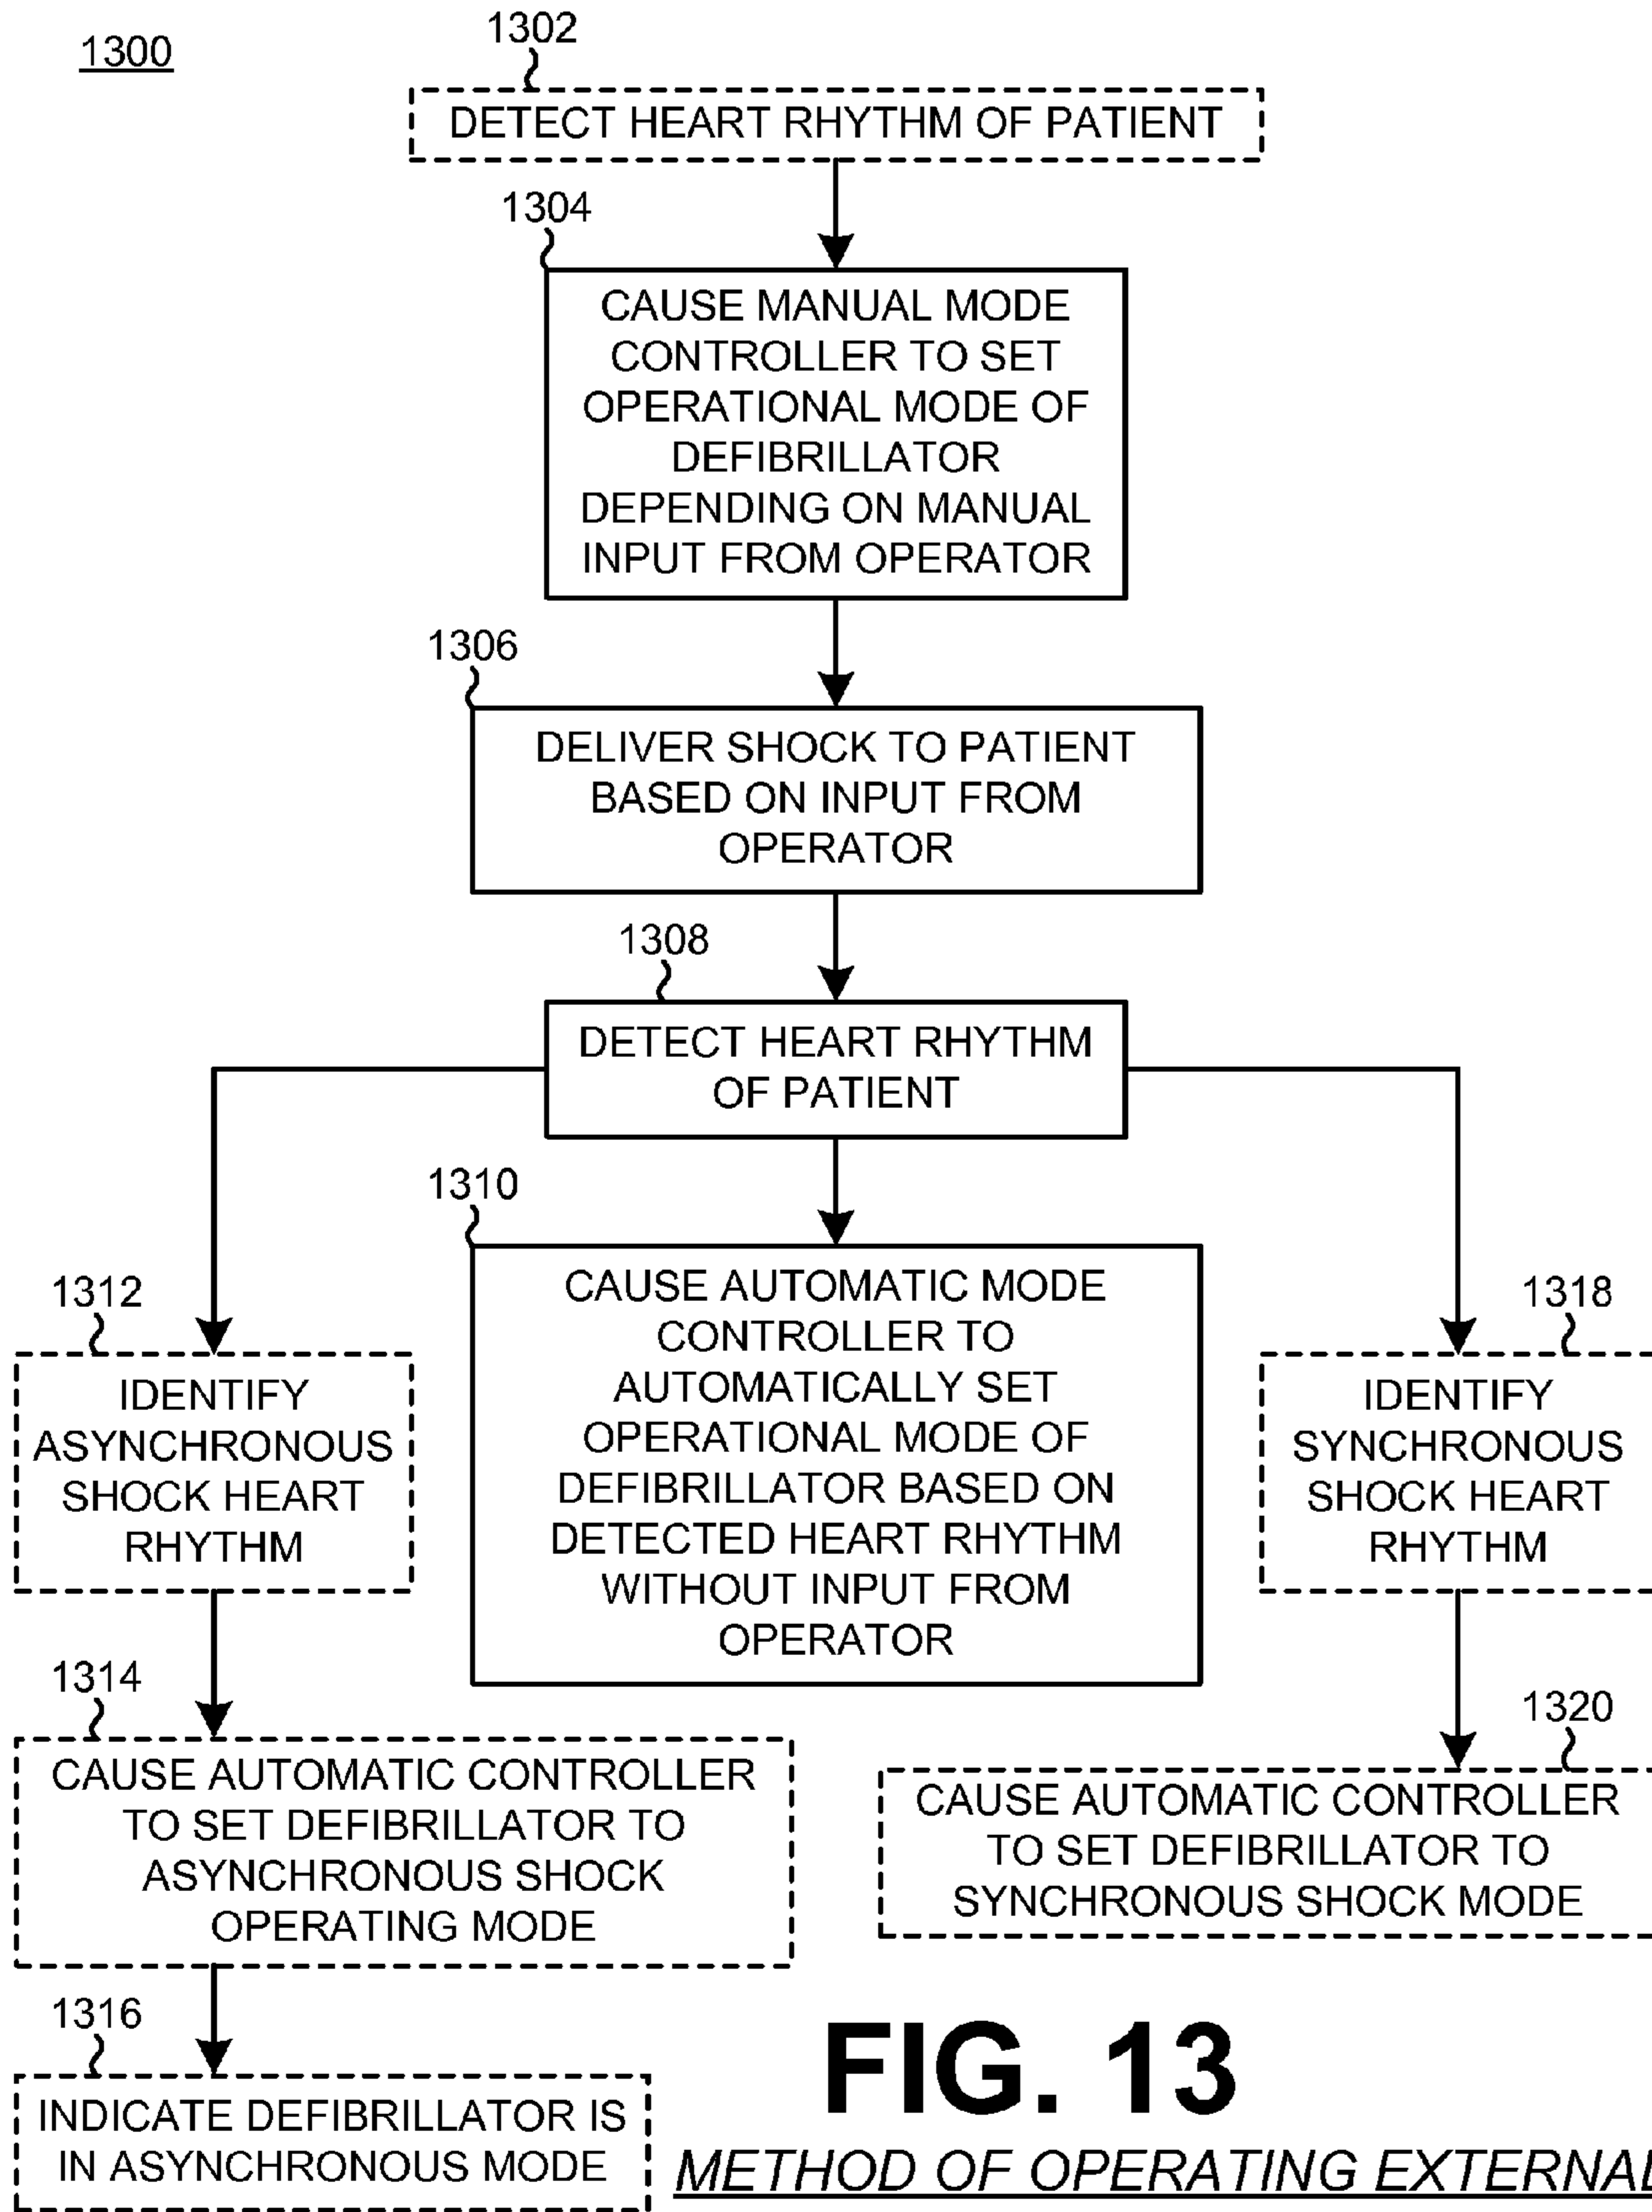 1300
1302
DETECT HEART RHYTHM OF PATIENT
1304
CAUSE MANUAL MODE
CONTROLLER TO SET
OPERATIONAL MODE OF
DEFIBRILLATOR
DEPENDING ON MANUAL
INPUT FROM OPERATOR
1306
DELIVER SHOCK TO PATIENT
BASED ON INPUT FROM
OPERATOR
1308
DETECT HEART RHYTHM
OF PATIENT
1310
CAUSE AUTOMATIC MODE
CONTROLLER TO
AUTOMATICALLY SET
OPERATIONAL MODE OF
DEFIBRILLATOR BASED ON
DETECTED HEART RHYTHM
WITHOUT INPUT FROM
OPERATOR
1312
IDENTIFY
ASYNCHRONOUS
SHOCK HEART
RHYTHM
1314
CAUSE AUTOMATIC CONTROLLER
TO SET DEFIBRILLATOR TO
ASYNCHRONOUS SHOCK
OPERATING MODE
1316
INDICATE DEFIBRILLATOR IS
IN ASYNCHRONOUS MODE
1318
IDENTIFY
SYNCHRONOUS
SHOCK HEART
RHYTHM
1320
CAUSE AUTOMATIC CONTROLLER
TO SET DEFIBRILLATOR TO
SYNCHRONOUS SHOCK MODE
FIG. 13
METHOD OF OPERATING EXTERNAL